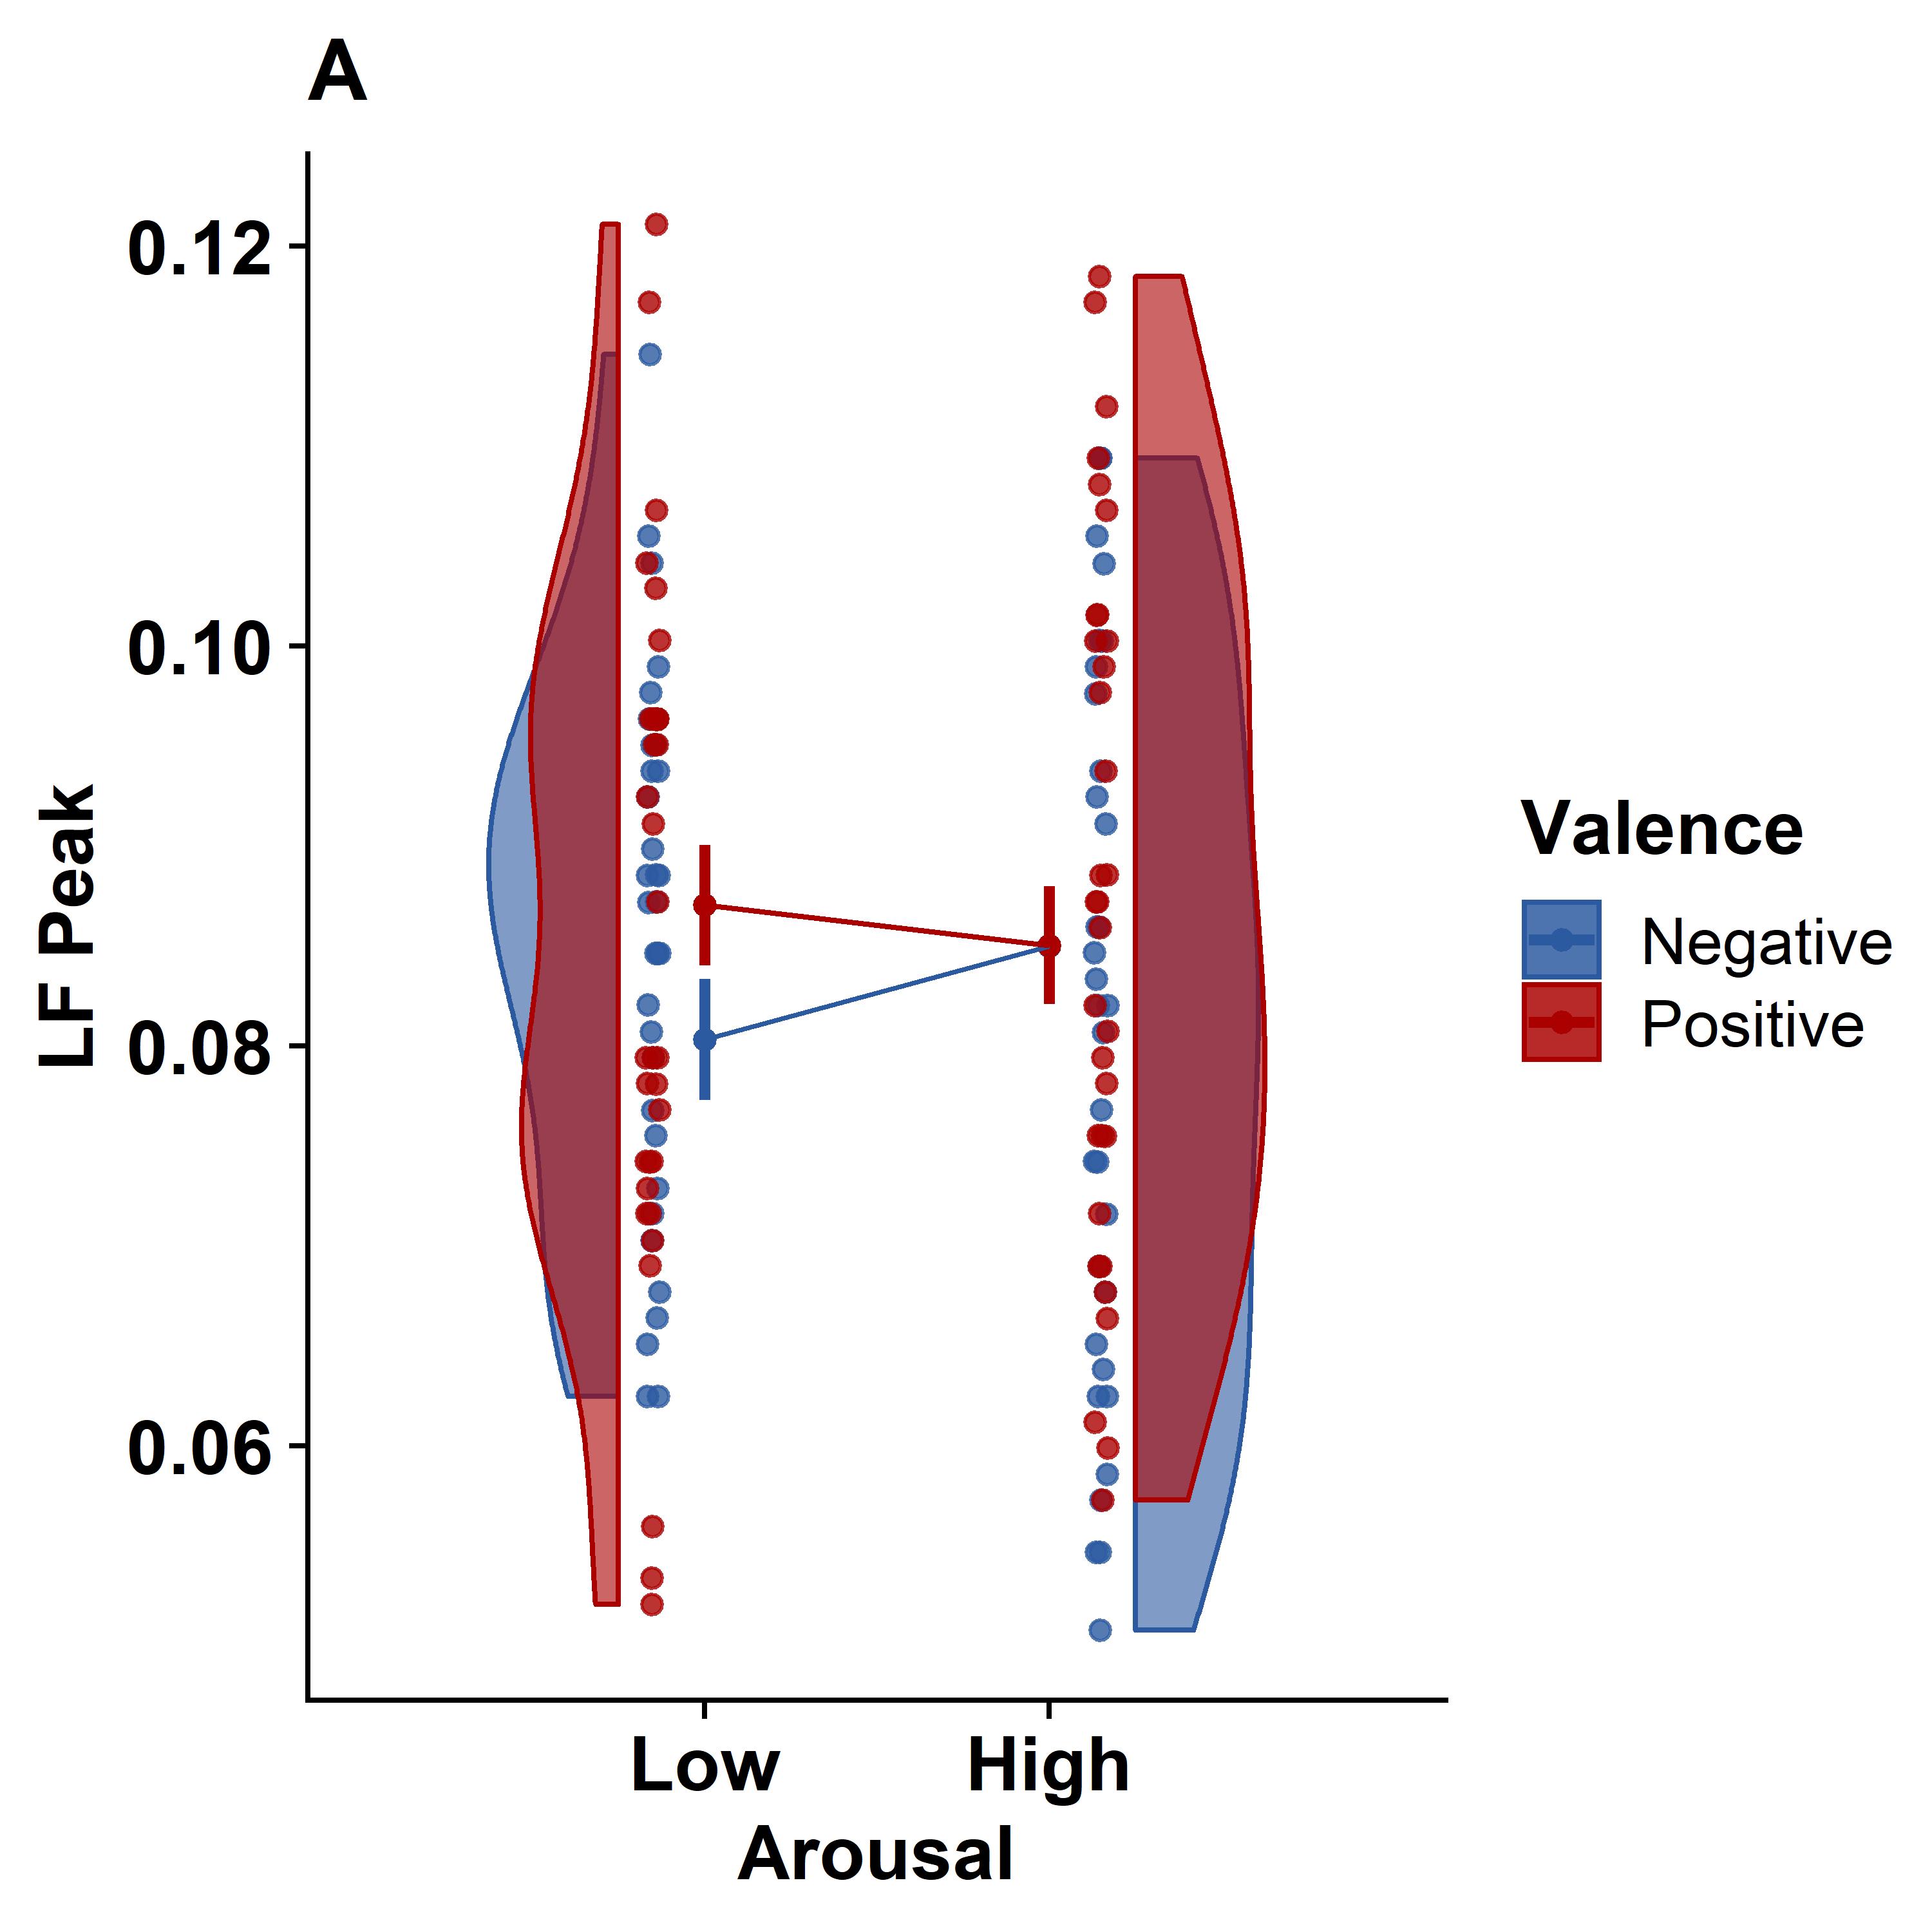 A
0.12
0.10
0.08
0.06
LF Peak
Low
High
Arousal
Valence
Negative
Positive